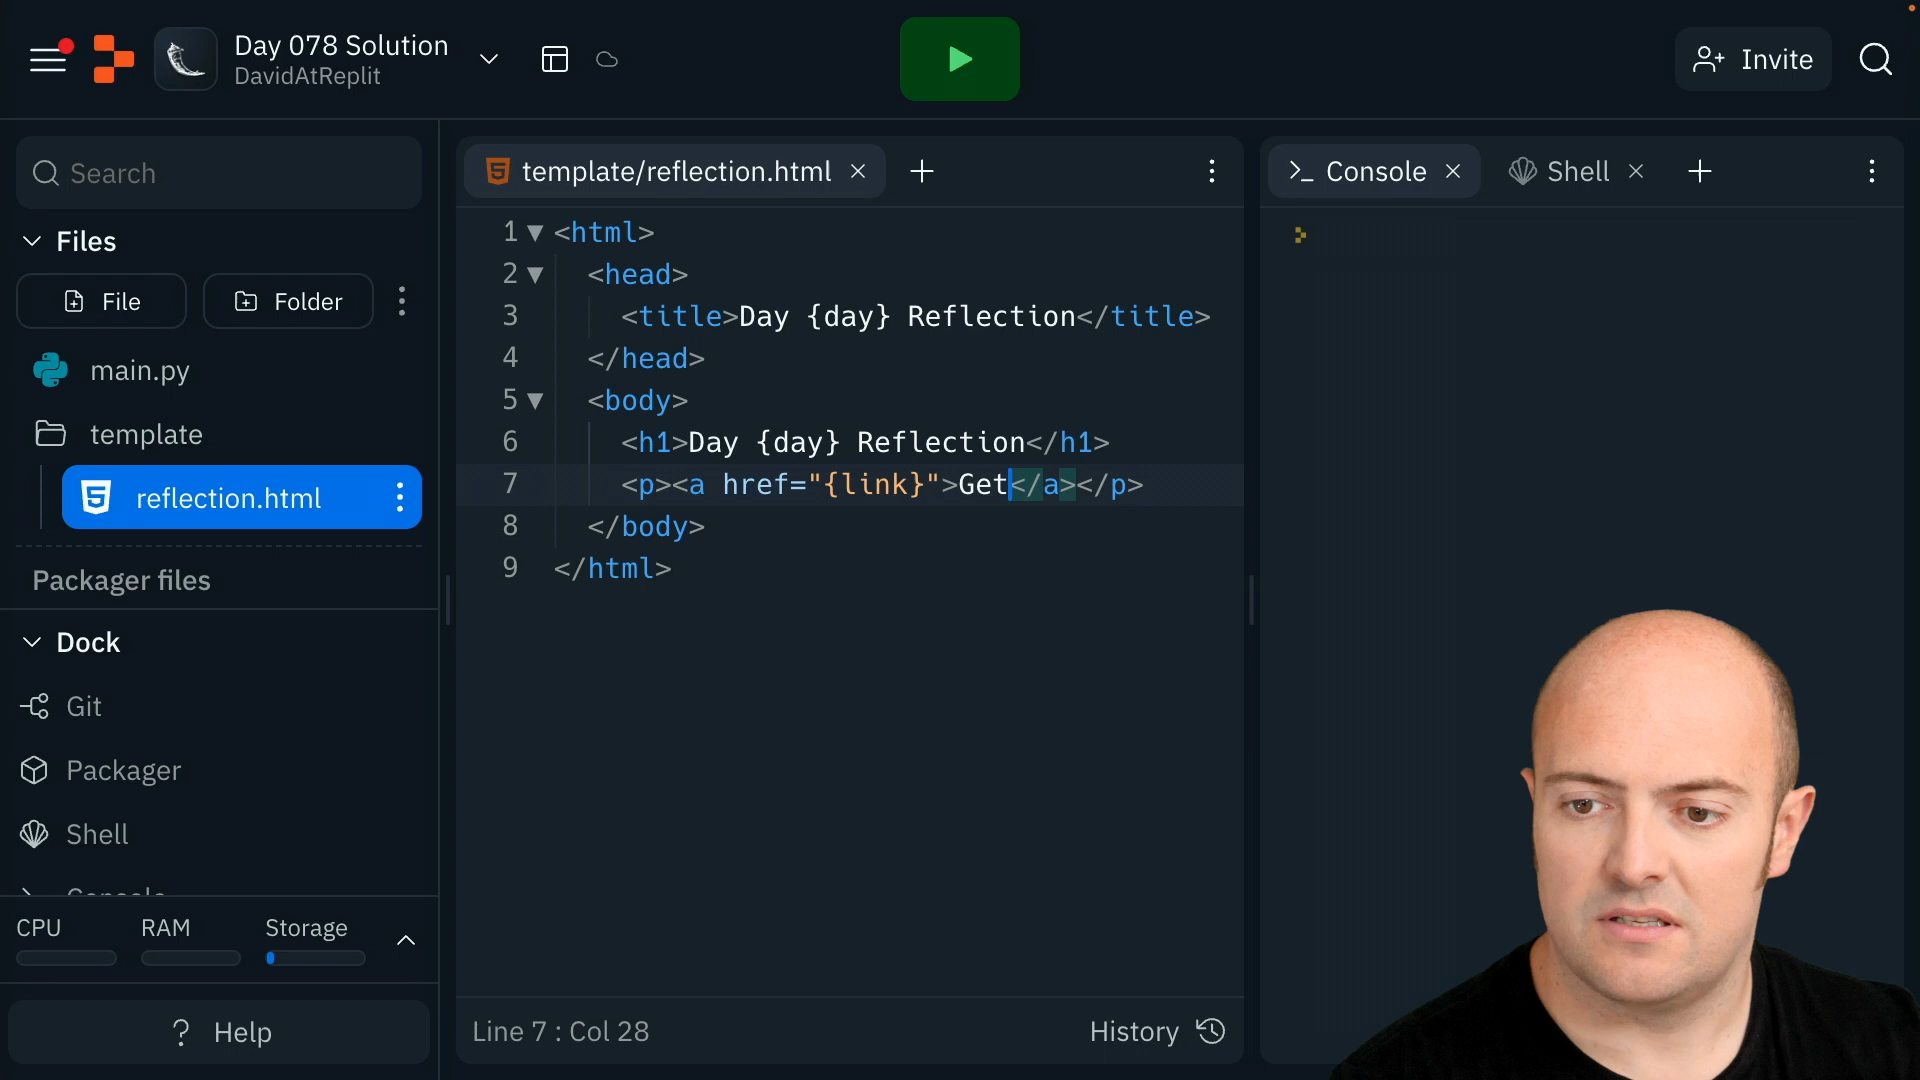 Day 078 Solution
DavidAtReplit
Invite
Search
Files
File
Folder
main.py
template
reflection.html
Packager files
Dock
Git
Packager
Shell
Console
CPU
RAM
Storage
Help
template/reflection.html
1 <html>
2 <head>
3 <title>Day {day} Reflection</title>
4 </head>
5 <body>
6 <h1>Day {day} Reflection</h1>
7 <p><a href="{link}">Get</a></p>
8 </body>
9 </html>
Line 7 : Col 28
History
Console
Shell